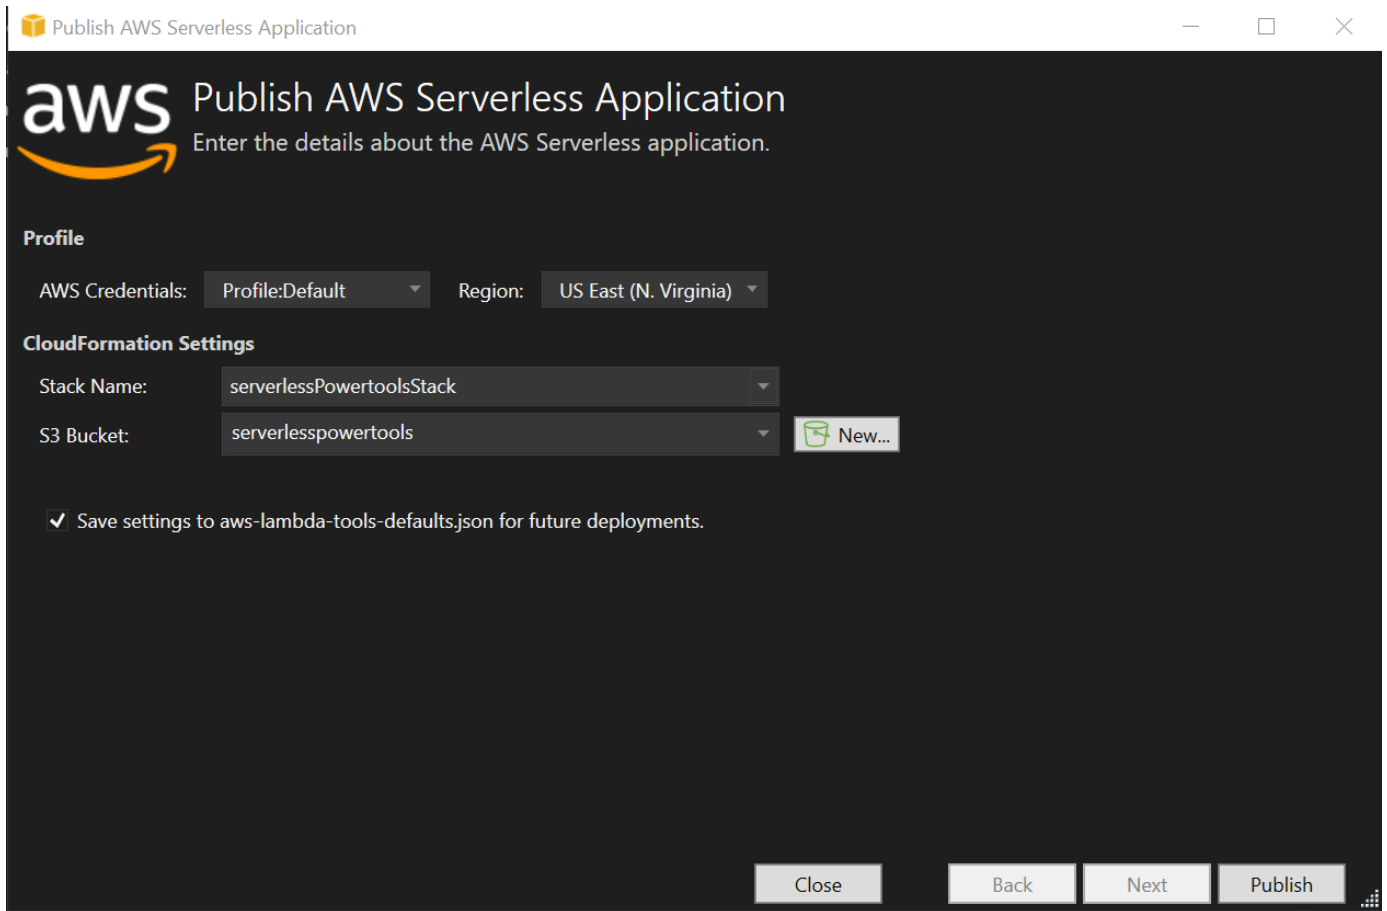 Publish AWS Serverless Application
aws
Publish AWS Serverless Application
Enter the details about the AWS Serverless application.
Profile
AWS Credentials: Profile:Default Region: US East (N. Virginia)
CloudFormation Settings
Stack Name: serverlessPowertoolsStack
S3 Bucket: serverlesspowertools New...
Save settings to aws-lambda-tools-defaults.json for future deployments.
Close Back Next Publish